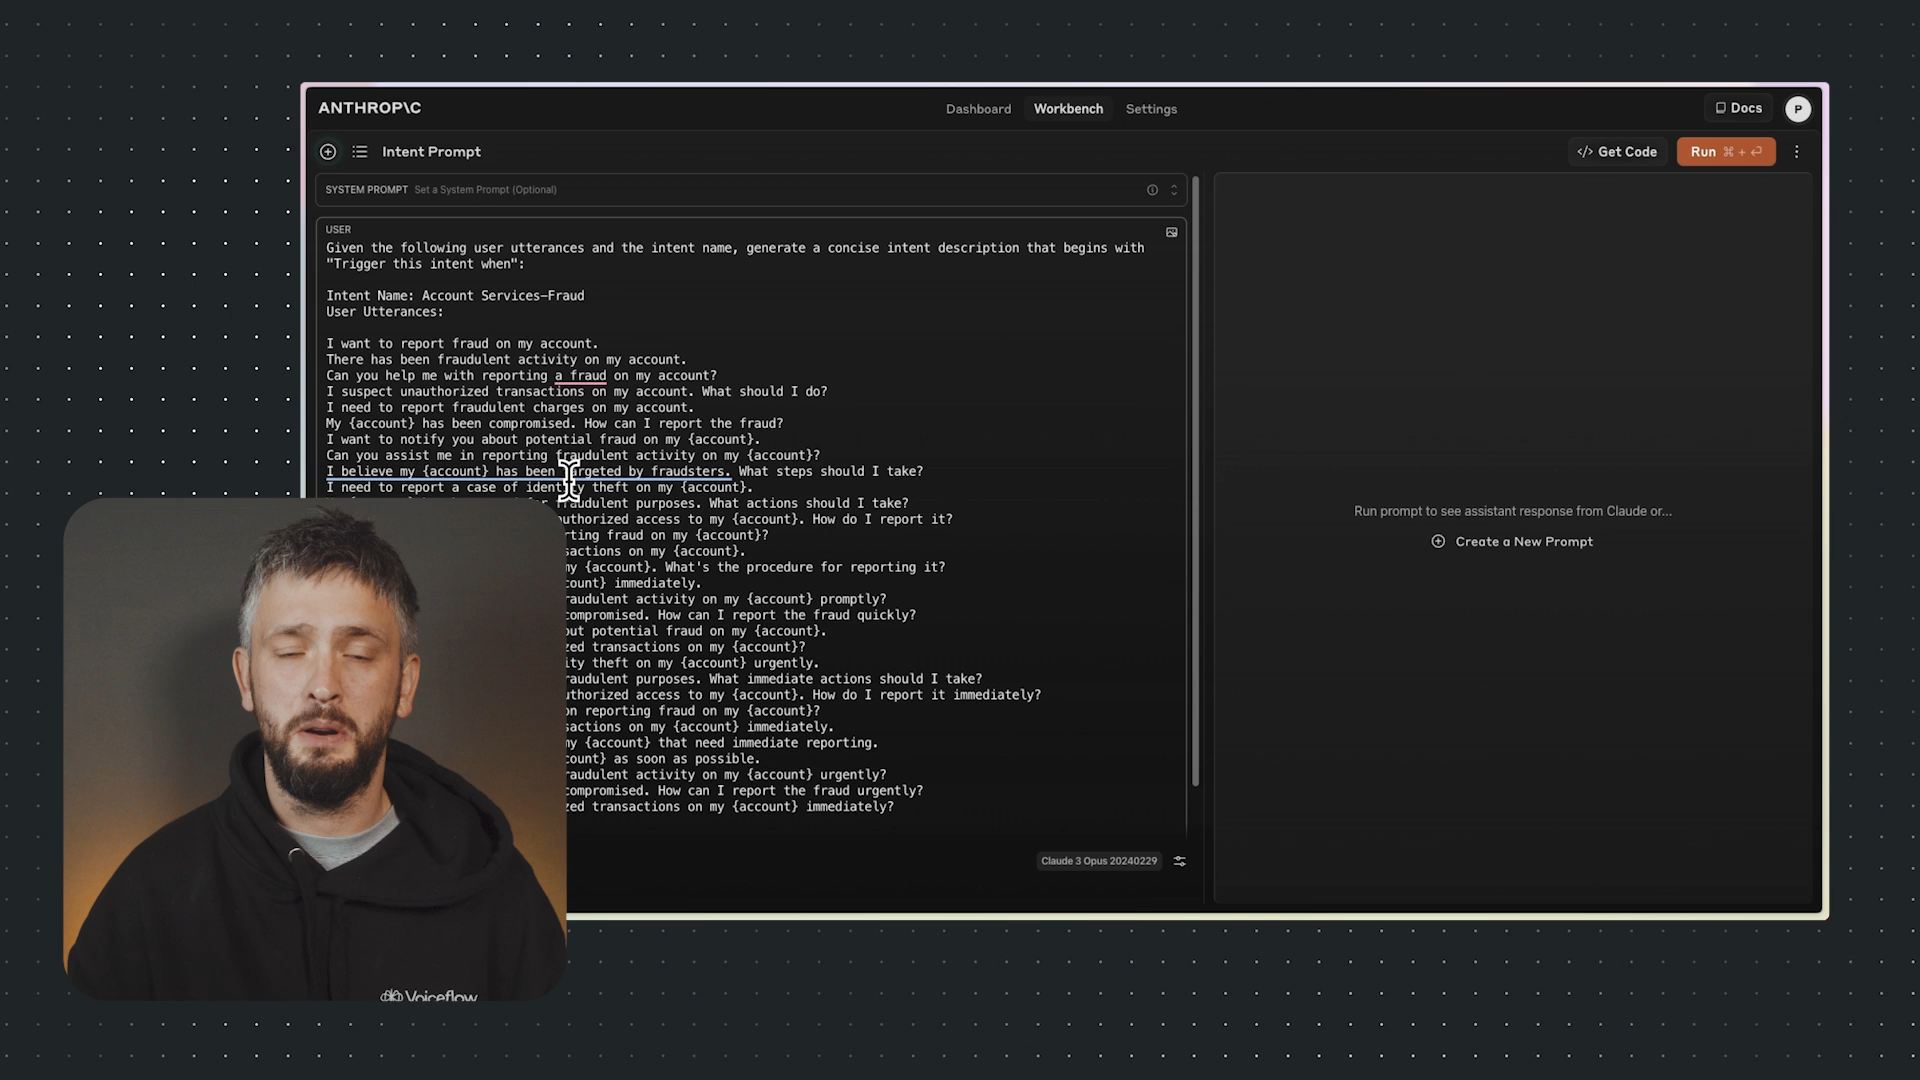 ANTHROP\C
Dashboard Workbench Settings
Docs
P
Intent Prompt
</> Get Code
Run ⌘ + ⏎
SYSTEM PROMPT Set a System Prompt (Optional)
USER
Given the following user utterances and the intent name, generate a concise intent description that begins with
"Trigger this intent when":
Intent Name: Account Services-Fraud
User Utterances:
I want to report fraud on my account.
There has been fraudulent activity on my account.
Can you help me with reporting a fraud on my account?
I suspect unauthorized transactions on my account. What should I do?
I need to report fraudulent charges on my account.
My {account} has been compromised. How can I report the fraud?
I want to notify you about potential fraud on my {account}.
Can you assist me in reporting fraudulent activity on my {account}?
I believe my {account} has been targeted by fraudsters. What steps should I take?
I need to report a case of identity theft on my {account}.
fraudulent purposes. What actions should I take?
uthorized access to my {account}. How do I report it?
rting fraud on my {account}?
sactions on my {account}.
my {account}. What's the procedure for reporting it?
count} immediately.
raudulent activity on my {account} promptly?
compromised. How can I report the fraud quickly?
out potential fraud on my {account}.
zed transactions on my {account}?
ity theft on my {account} urgently.
raudulent purposes. What immediate actions should I take?
uthorized access to my {account}. How do I report it immediately?
on reporting fraud on my {account}?
sactions on my {account} immediately.
my {account} that need immediate reporting.
count} as soon as possible.
raudulent activity on my {account} urgently?
compromised. How can I report the fraud urgently?
zed transactions on my {account} immediately?
Claude 3 Opus 20240229
Run prompt to see assistant response from Claude or...
Create a New Prompt
Voiceflow